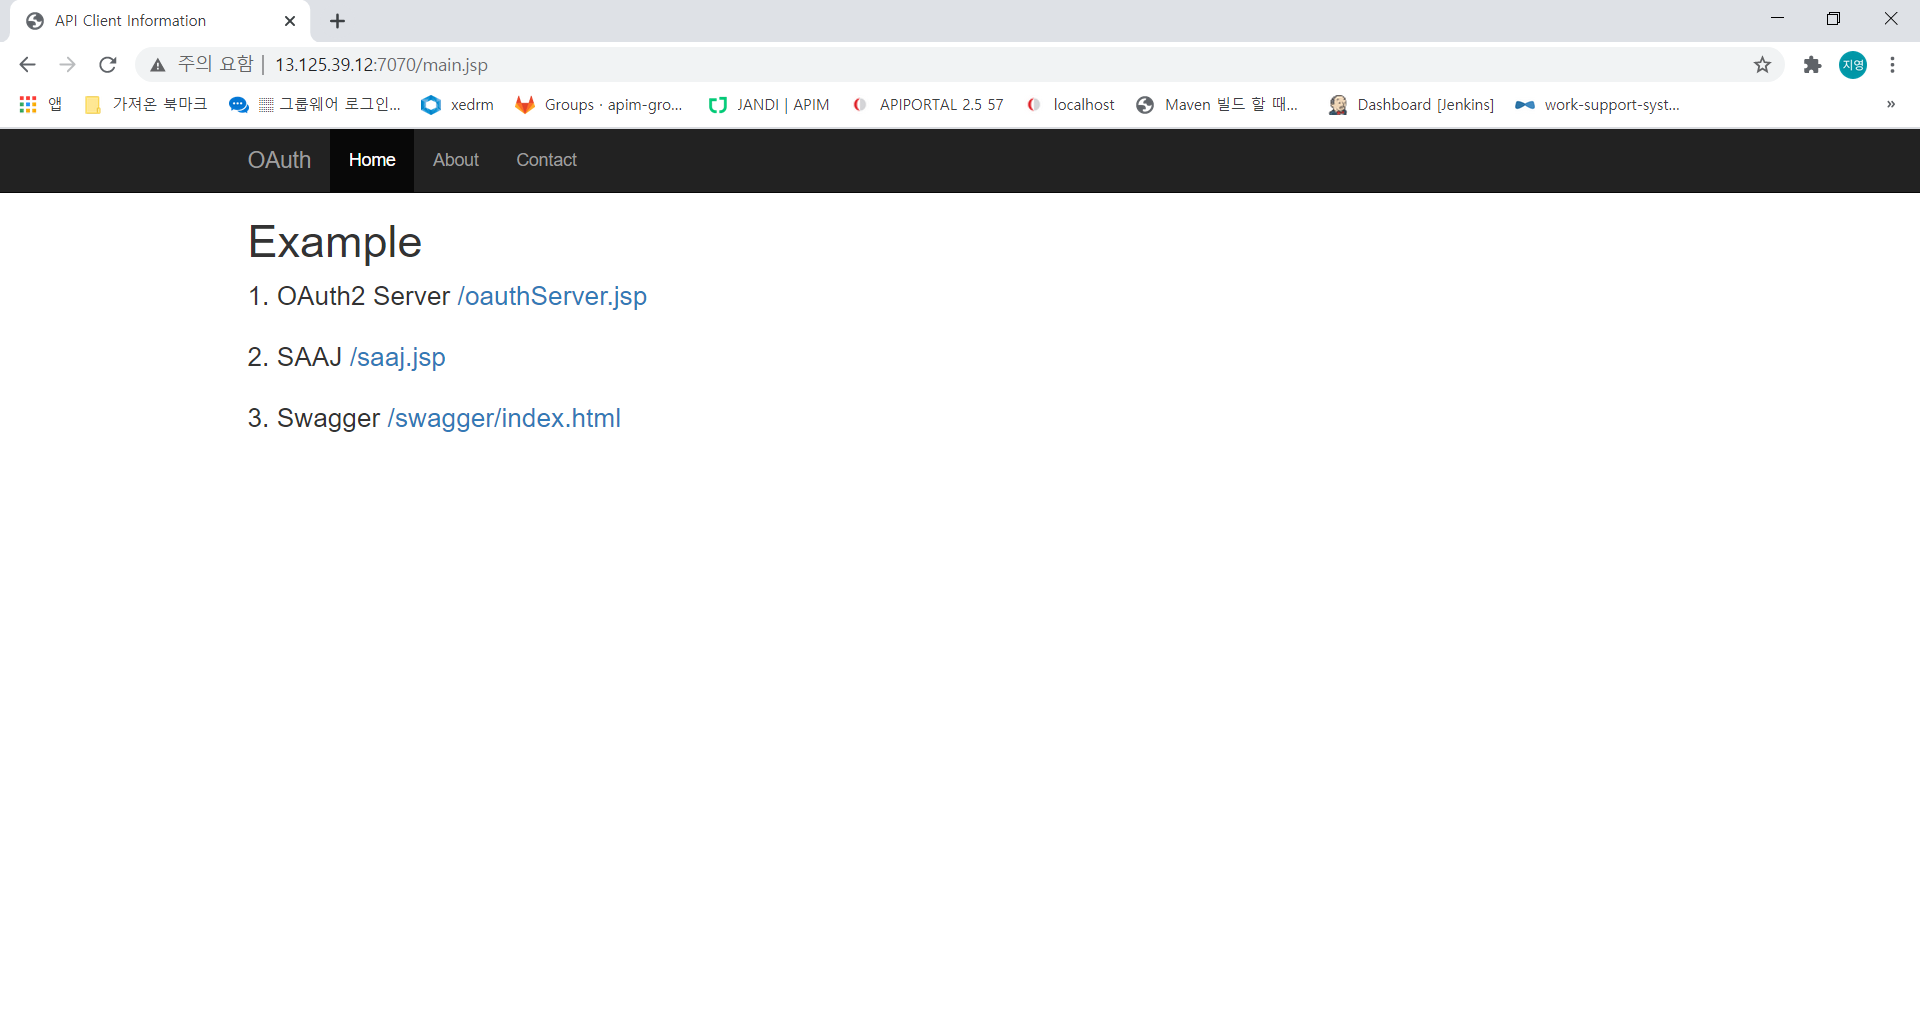 API Client Information
주의 요함 | 13.125.39.12:7070/main.jsp
지영
앱 가져온 북마크 그룹웨어 로그인... xedrm Groups · apim-gro... JANDI | APIM APIPORTAL 2.5 57 localhost Maven 빌드 할 때... Dashboard [Jenkins] work-support-syst... »
OAuth Home About Contact
Example
1. OAuth2 Server /oauthServer.jsp
2. SAAJ /saaj.jsp
3. Swagger /swagger/index.html